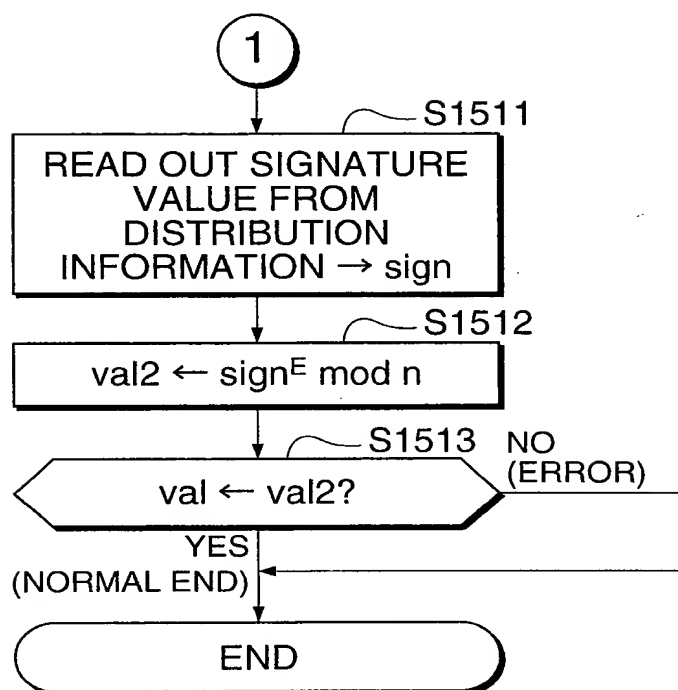 1
S1511
READ OUT SIGNATURE
VALUE FROM
DISTRIBUTION
INFORMATION → sign
S1512
val2 ← sign^E mod n
S1513
NO
(ERROR)
val ← val2?
YES
(NORMAL END)
END